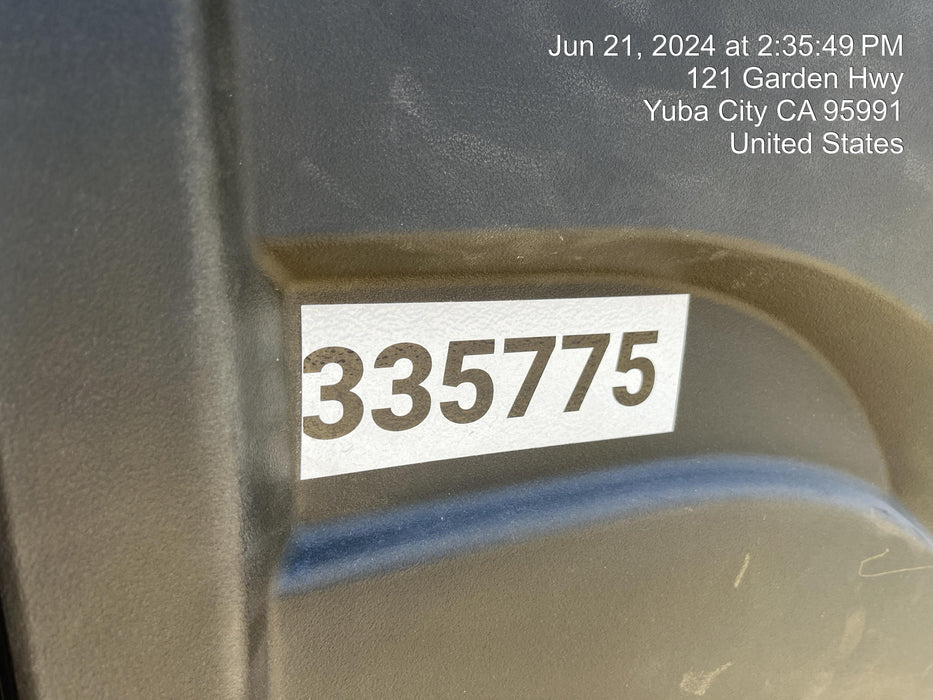 Jun 21, 2024 at 2:35:49 PM
121 Garden Hwy
Yuba City CA 95991
United States
335775